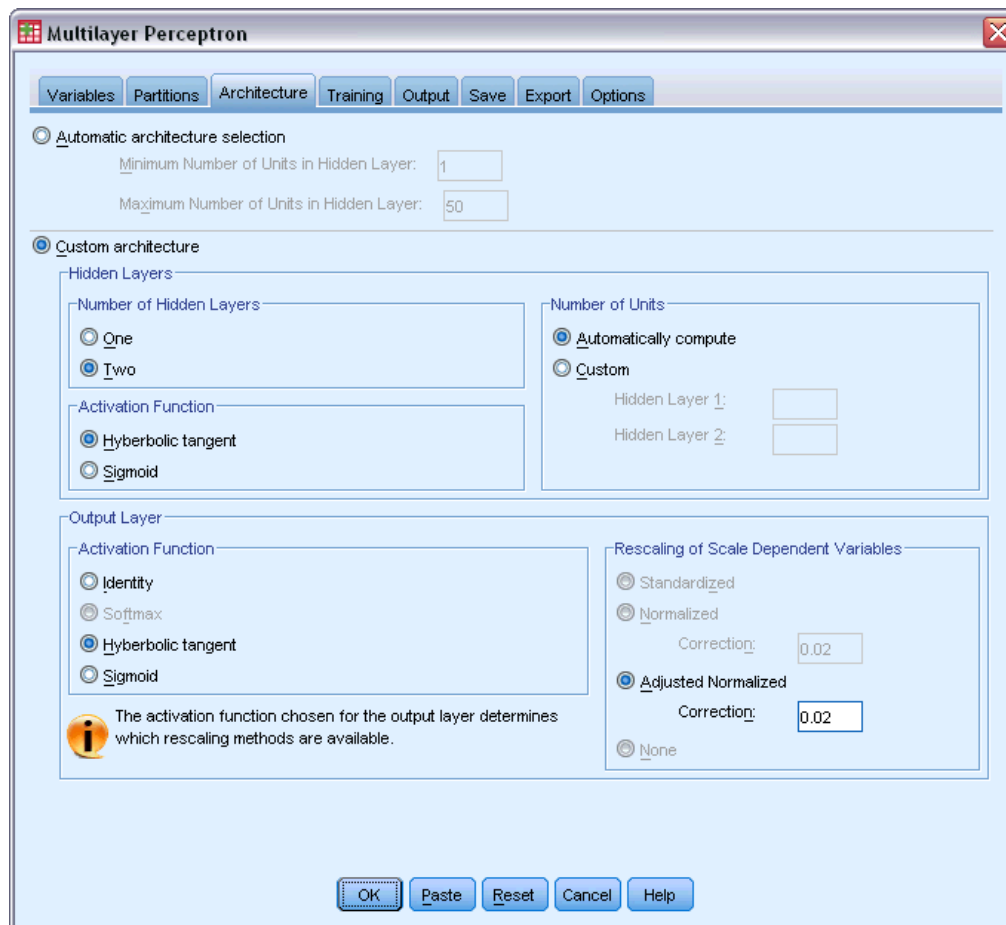 Multilayer Perceptron
Variables Partitions Architecture Training Output Save Export Options
Automatic architecture selection
Minimum Number of Units in Hidden Layer: 1
Maximum Number of Units in Hidden Layer: 50
Custom architecture
Hidden Layers
Number of Hidden Layers
One
Two
Activation Function
Hyberbolic tangent
Sigmoid
Number of Units
Automatically compute
Custom
Hidden Layer 1:
Hidden Layer 2:
Output Layer
Activation Function
Identity
Softmax
Hyberbolic tangent
Sigmoid
The activation function chosen for the output layer determines
which rescaling methods are available.
Rescaling of Scale Dependent Variables
Standardized
Normalized
Correction: 0.02
Adjusted Normalized
Correction: 0.02
None
OK Paste Reset Cancel Help